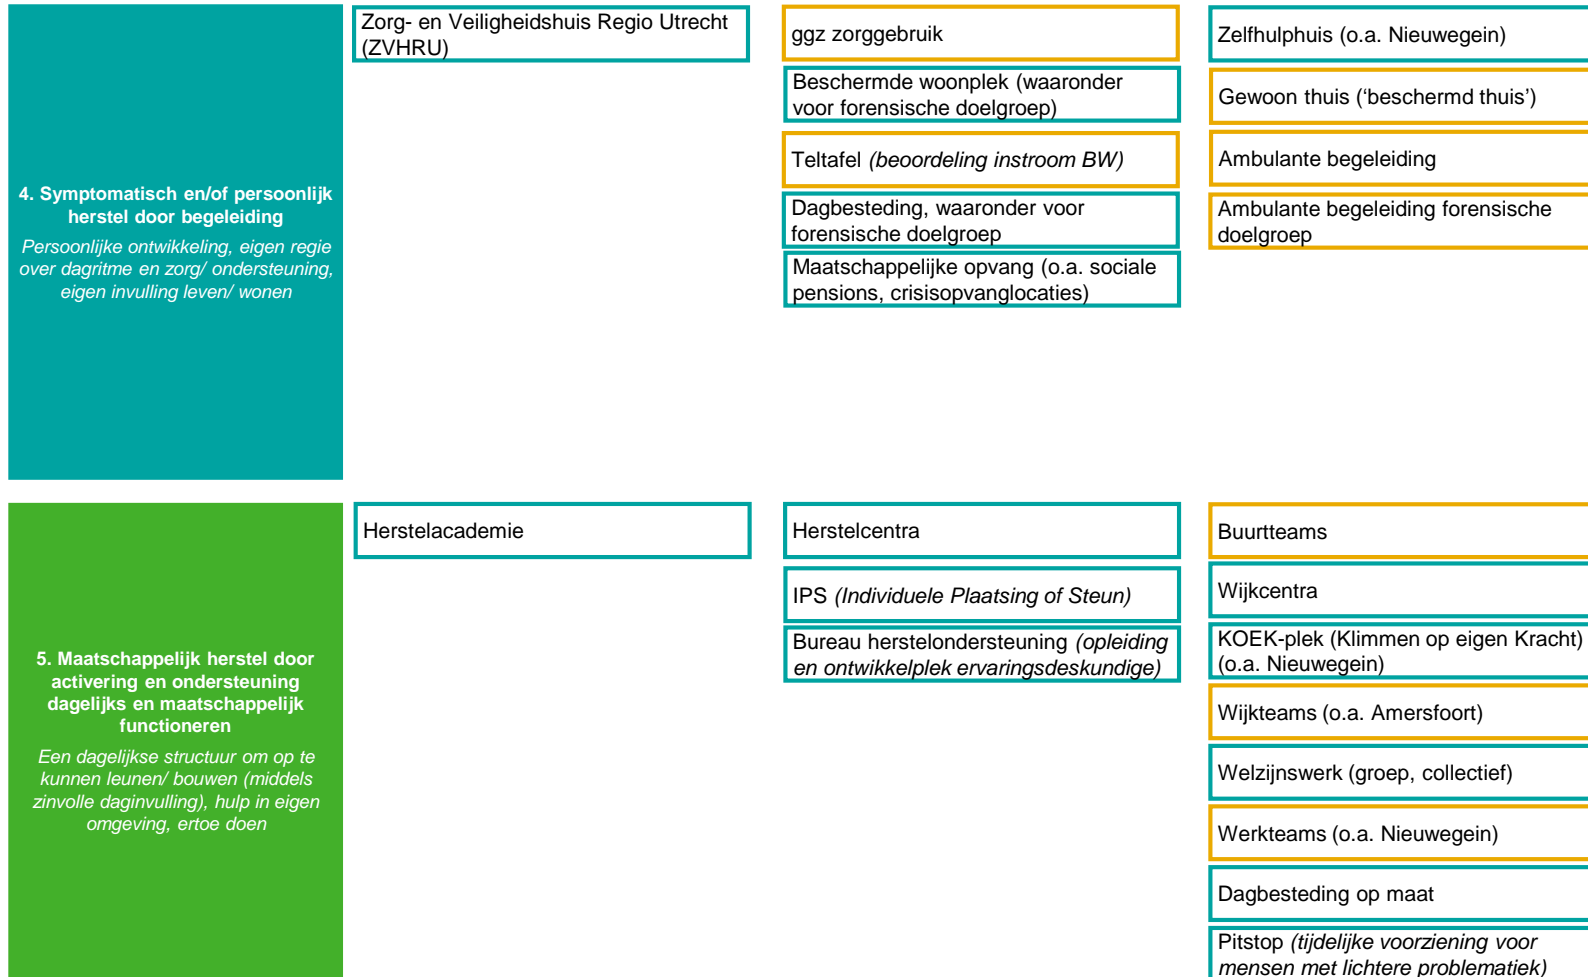 4. Symptomatisch en/of persoonlijk
herstel door begeleiding
Persoonlijke ontwikkeling, eigen regie
over dagritme en zorg/ ondersteuning,
eigen invulling leven/ wonen
Zorg- en Veiligheidshuis Regio Utrecht
(ZVHRU)
ggz zorggebruik
Beschermde woonplek (waaronder
voor forensische doelgroep)
Teltafel (beoordeling instroom BW)
Dagbesteding, waaronder voor
forensische doelgroep
Maatschappelijke opvang (o.a. sociale
pensions, crisisopvanglocaties)
Zelfhulphuis (o.a. Nieuwegein)
Gewoon thuis (‘beschermd thuis’)
Ambulante begeleiding
Ambulante begeleiding forensische
doelgroep
5. Maatschappelijk herstel door
activering en ondersteuning
dagelijks en maatschappelijk
functioneren
Een dagelijkse structuur om op te
kunnen leunen/ bouwen (middels
zinvolle daginvulling), hulp in eigen
omgeving, ertoe doen
Herstelacademie
Herstelcentra
IPS (Individuele Plaatsing of Steun)
Bureau herstelondersteuning (opleiding
en ontwikkelplek ervaringsdeskundige)
Buurtteams
Wijkcentra
KOEK-plek (Klimmen op eigen Kracht)
(o.a. Nieuwegein)
Wijkteams (o.a. Amersfoort)
Welzijnswerk (groep, collectief)
Werkteams (o.a. Nieuwegein)
Dagbesteding op maat
Pitstop (tijdelijke voorziening voor
mensen met lichtere problematiek)